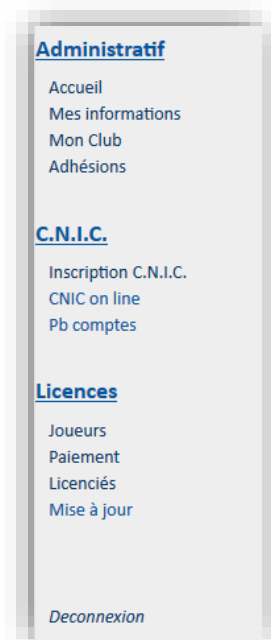 Administratif
Accueil
Mes informations
Mon Club
Adhésions
C.N.I.C.
Inscription C.N.I.C.
CNIC on line
Pb comptes
Licences
Joueurs
Paiement
Licenciés
Mise à jour
Deconnexion